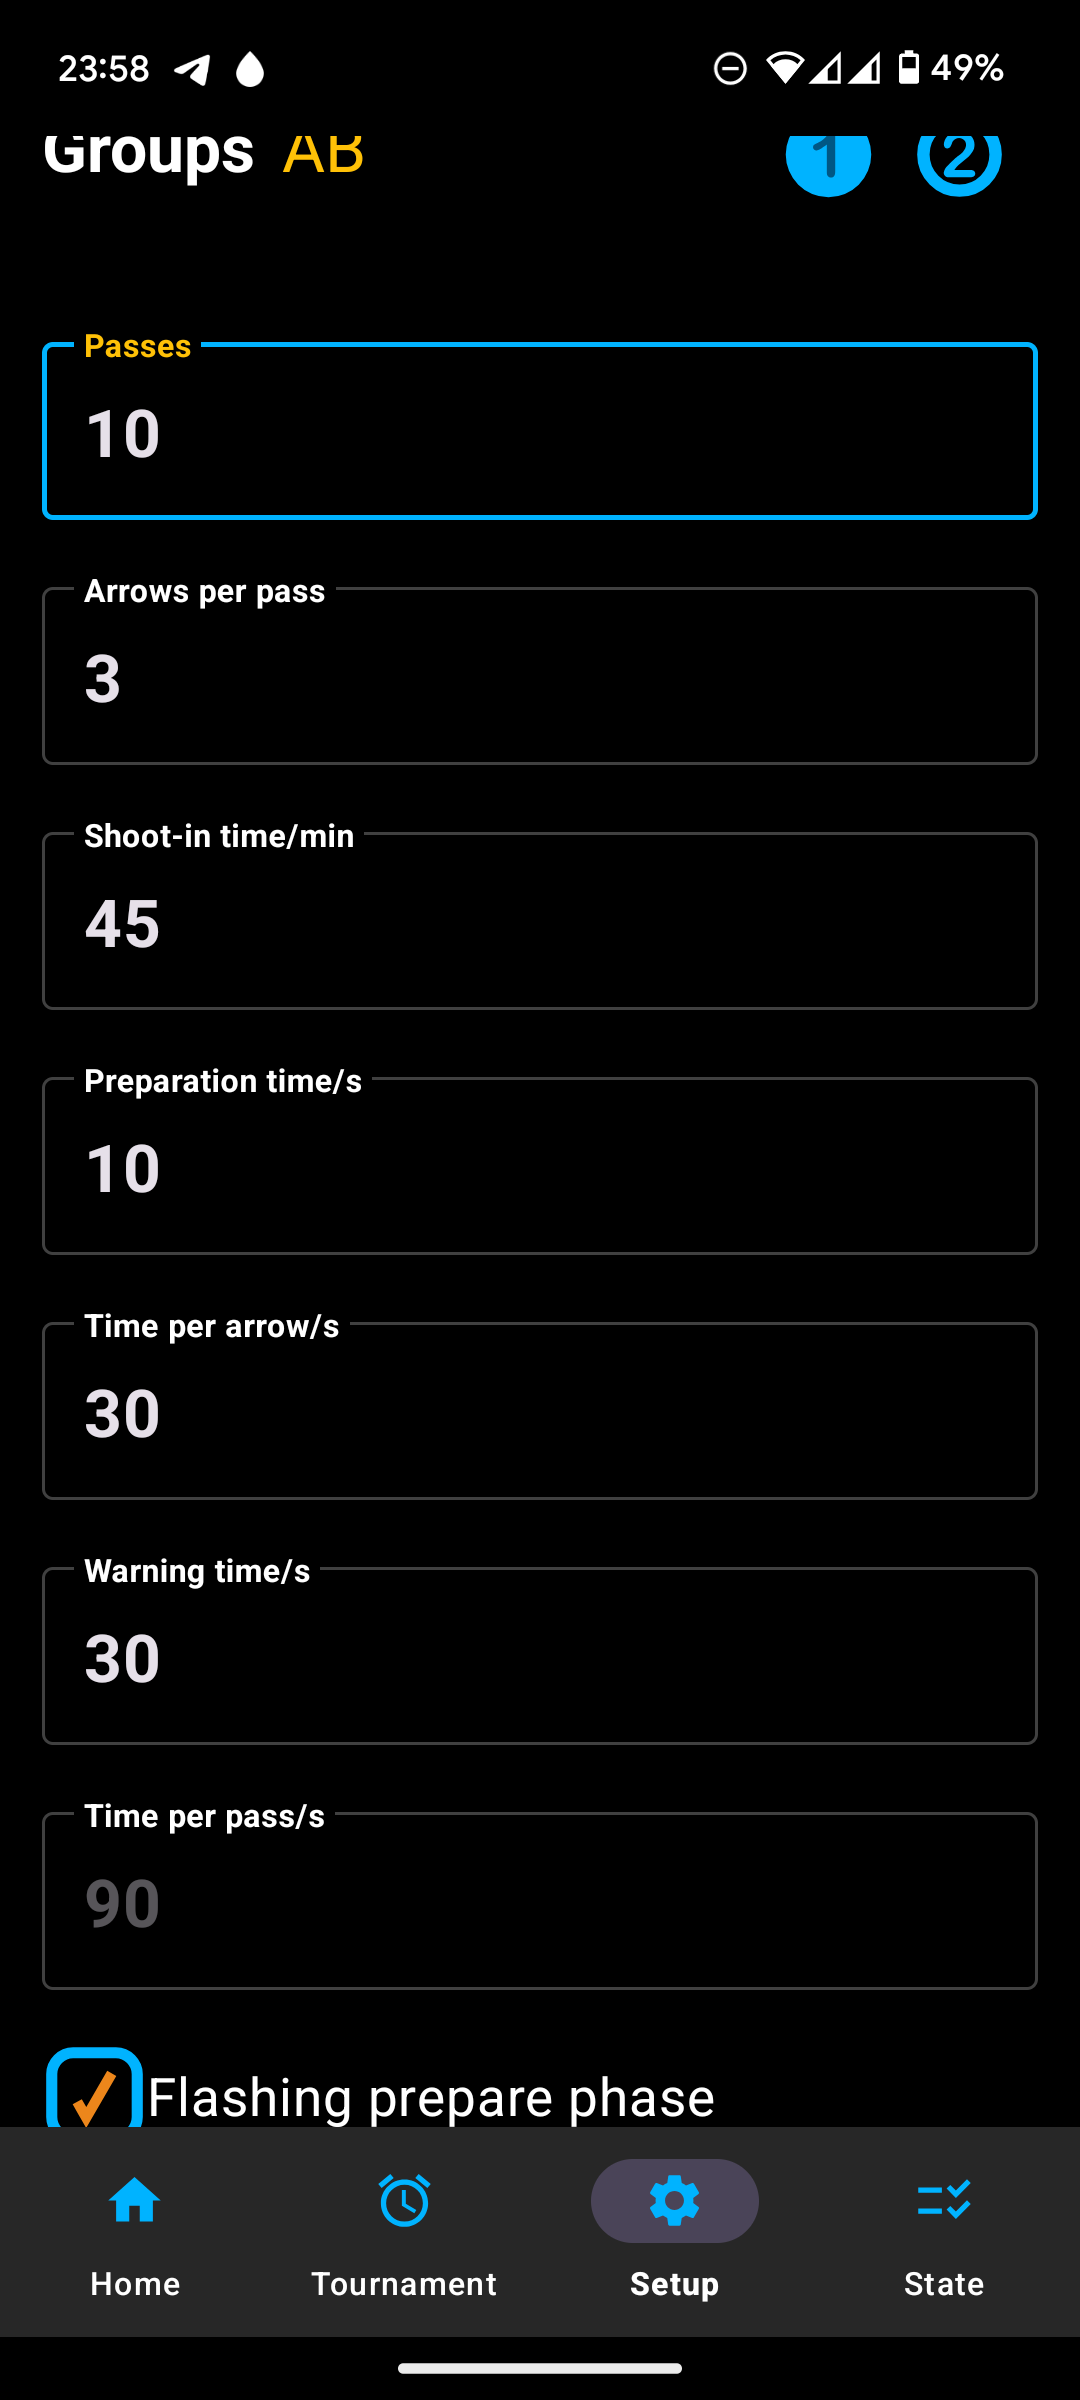 23:58 49%
Groups AB 1 2
Passes
10
Arrows per pass
3
Shoot-in time/min
45
Preparation time/s
10
Time per arrow/s
30
Warning time/s
30
Time per pass/s
90
Flashing prepare phase
Home Tournament Setup State